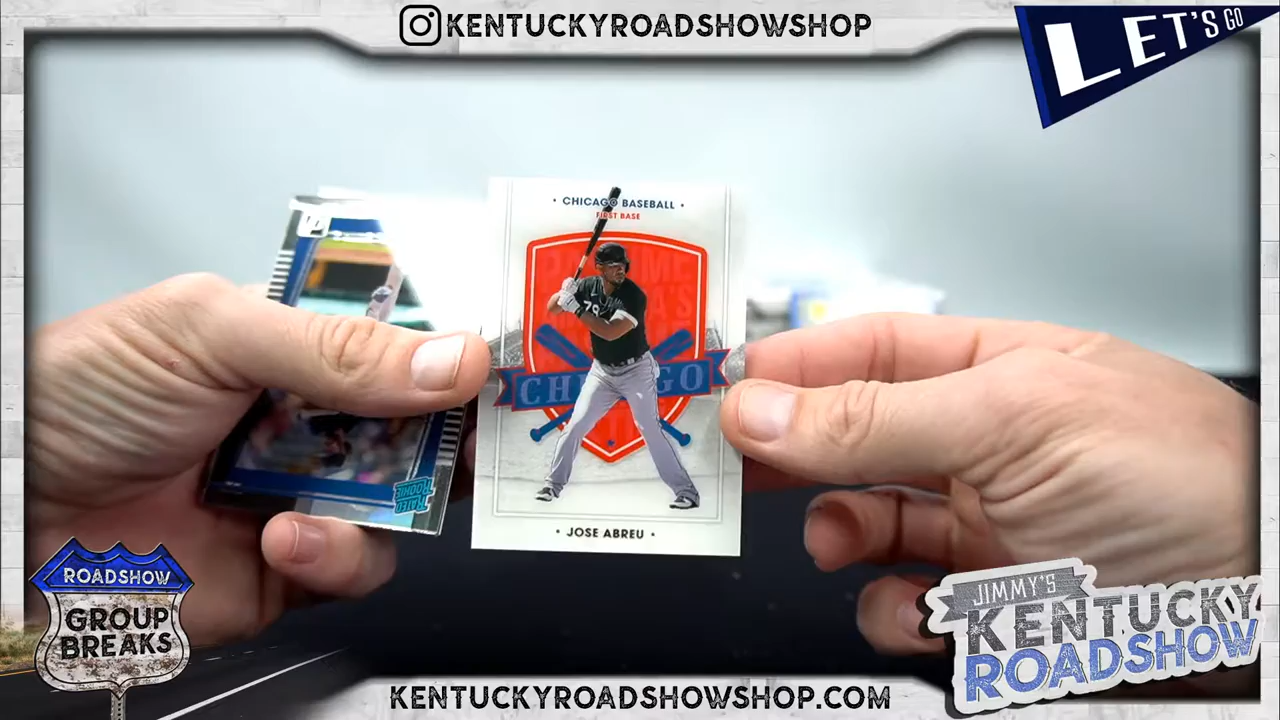 KENTUCKYROADSHOWSHOP
LET'S GO
CHICAGO BASEBALL
FIRST BASE
79
JOSE ABREU
RATED
ROOKIE
ROADSHOW
GROUP
BREAKS
JIMMY'S
KENTUCKY
ROADSHOW
KENTUCKYROADSHOWSHOP.COM